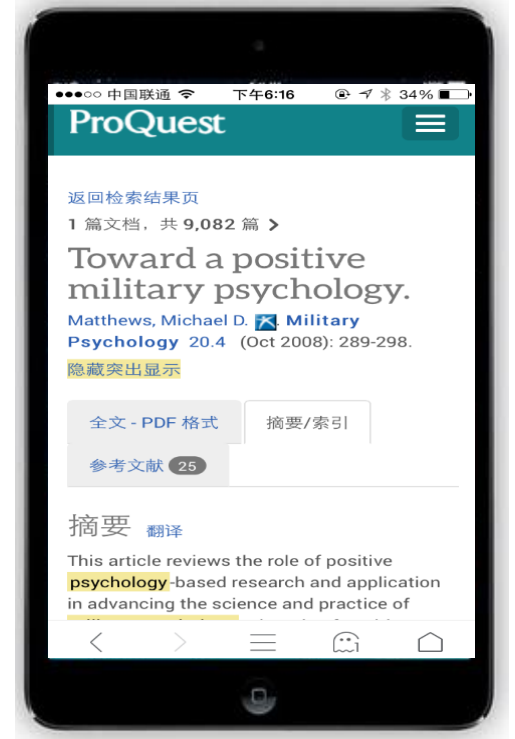 中国联通 下午6:16 34%
ProQuest
返回检索结果页
1 篇文档，共 9,082 篇 >
Toward a positive
military psychology.
Matthews, Michael D. . Military
Psychology 20.4 (Oct 2008): 289-298.
隐藏突出显示
全文 - PDF 格式 摘要/索引
参考文献 25
摘要 翻译
This article reviews the role of positive
psychology-based research and application
in advancing the science and practice of